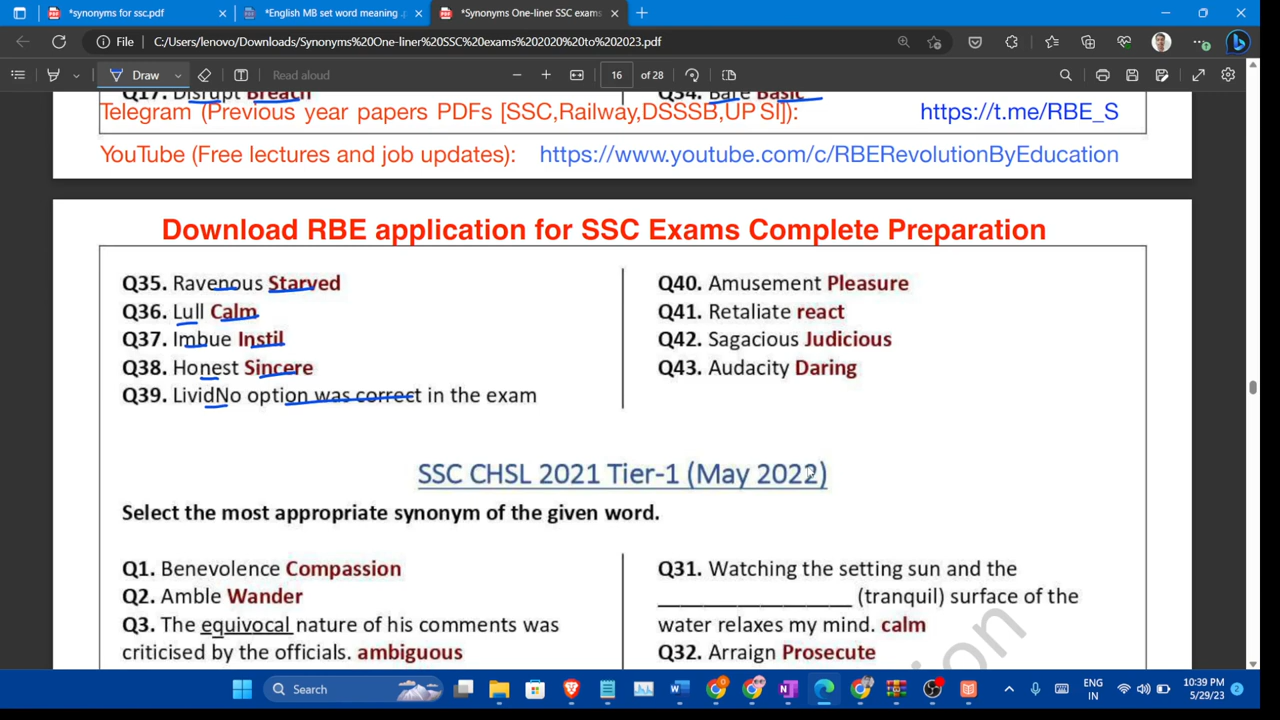 *synonyms for ssc.pdf
*English MB set word meaning .p
*Synonyms One-liner SSC exams
File
C:/Users/lenovo/Downloads/Synonyms%20One-liner%20SSC%20exams%202020%20to%202023.pdf
Draw
Read aloud
16 of 28
Q17. Disrupt Breach
Q34. Bare Basic
Telegram (Previous year papers PDFs [SSC,Railway,DSSSB,UP SI]): https://t.me/RBE_S
YouTube (Free lectures and job updates): https://www.youtube.com/c/RBERevolutionByEducation
Download RBE application for SSC Exams Complete Preparation
Q35. Ravenous Starved
Q36. Lull Calm
Q37. Imbue Instil
Q38. Honest Sincere
Q39. LividNo option was correct in the exam
Q40. Amusement Pleasure
Q41. Retaliate react
Q42. Sagacious Judicious
Q43. Audacity Daring
SSC CHSL 2021 Tier-1 (May 2022)
Select the most appropriate synonym of the given word.
Q1. Benevolence Compassion
Q2. Amble Wander
Q3. The equivocal nature of his comments was
criticised by the officials. ambiguous
Q31. Watching the setting sun and the
____________________ (tranquil) surface of the
water relaxes my mind. calm
Q32. Arraign Prosecute
Search
ENG
IN
10:39 PM
5/29/23